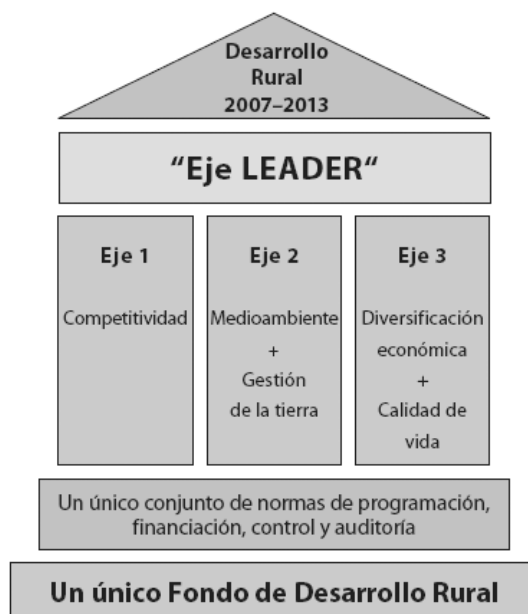 Desarrollo
Rural
2007–2013
“Eje LEADER“
Eje 1
Competitividad
Eje 2
Medioambiente
+
Gestión
de la tierra
Eje 3
Diversificación
económica
+
Calidad de
vida
Un único conjunto de normas de programación,
financiación, control y auditoría
Un único Fondo de Desarrollo Rural